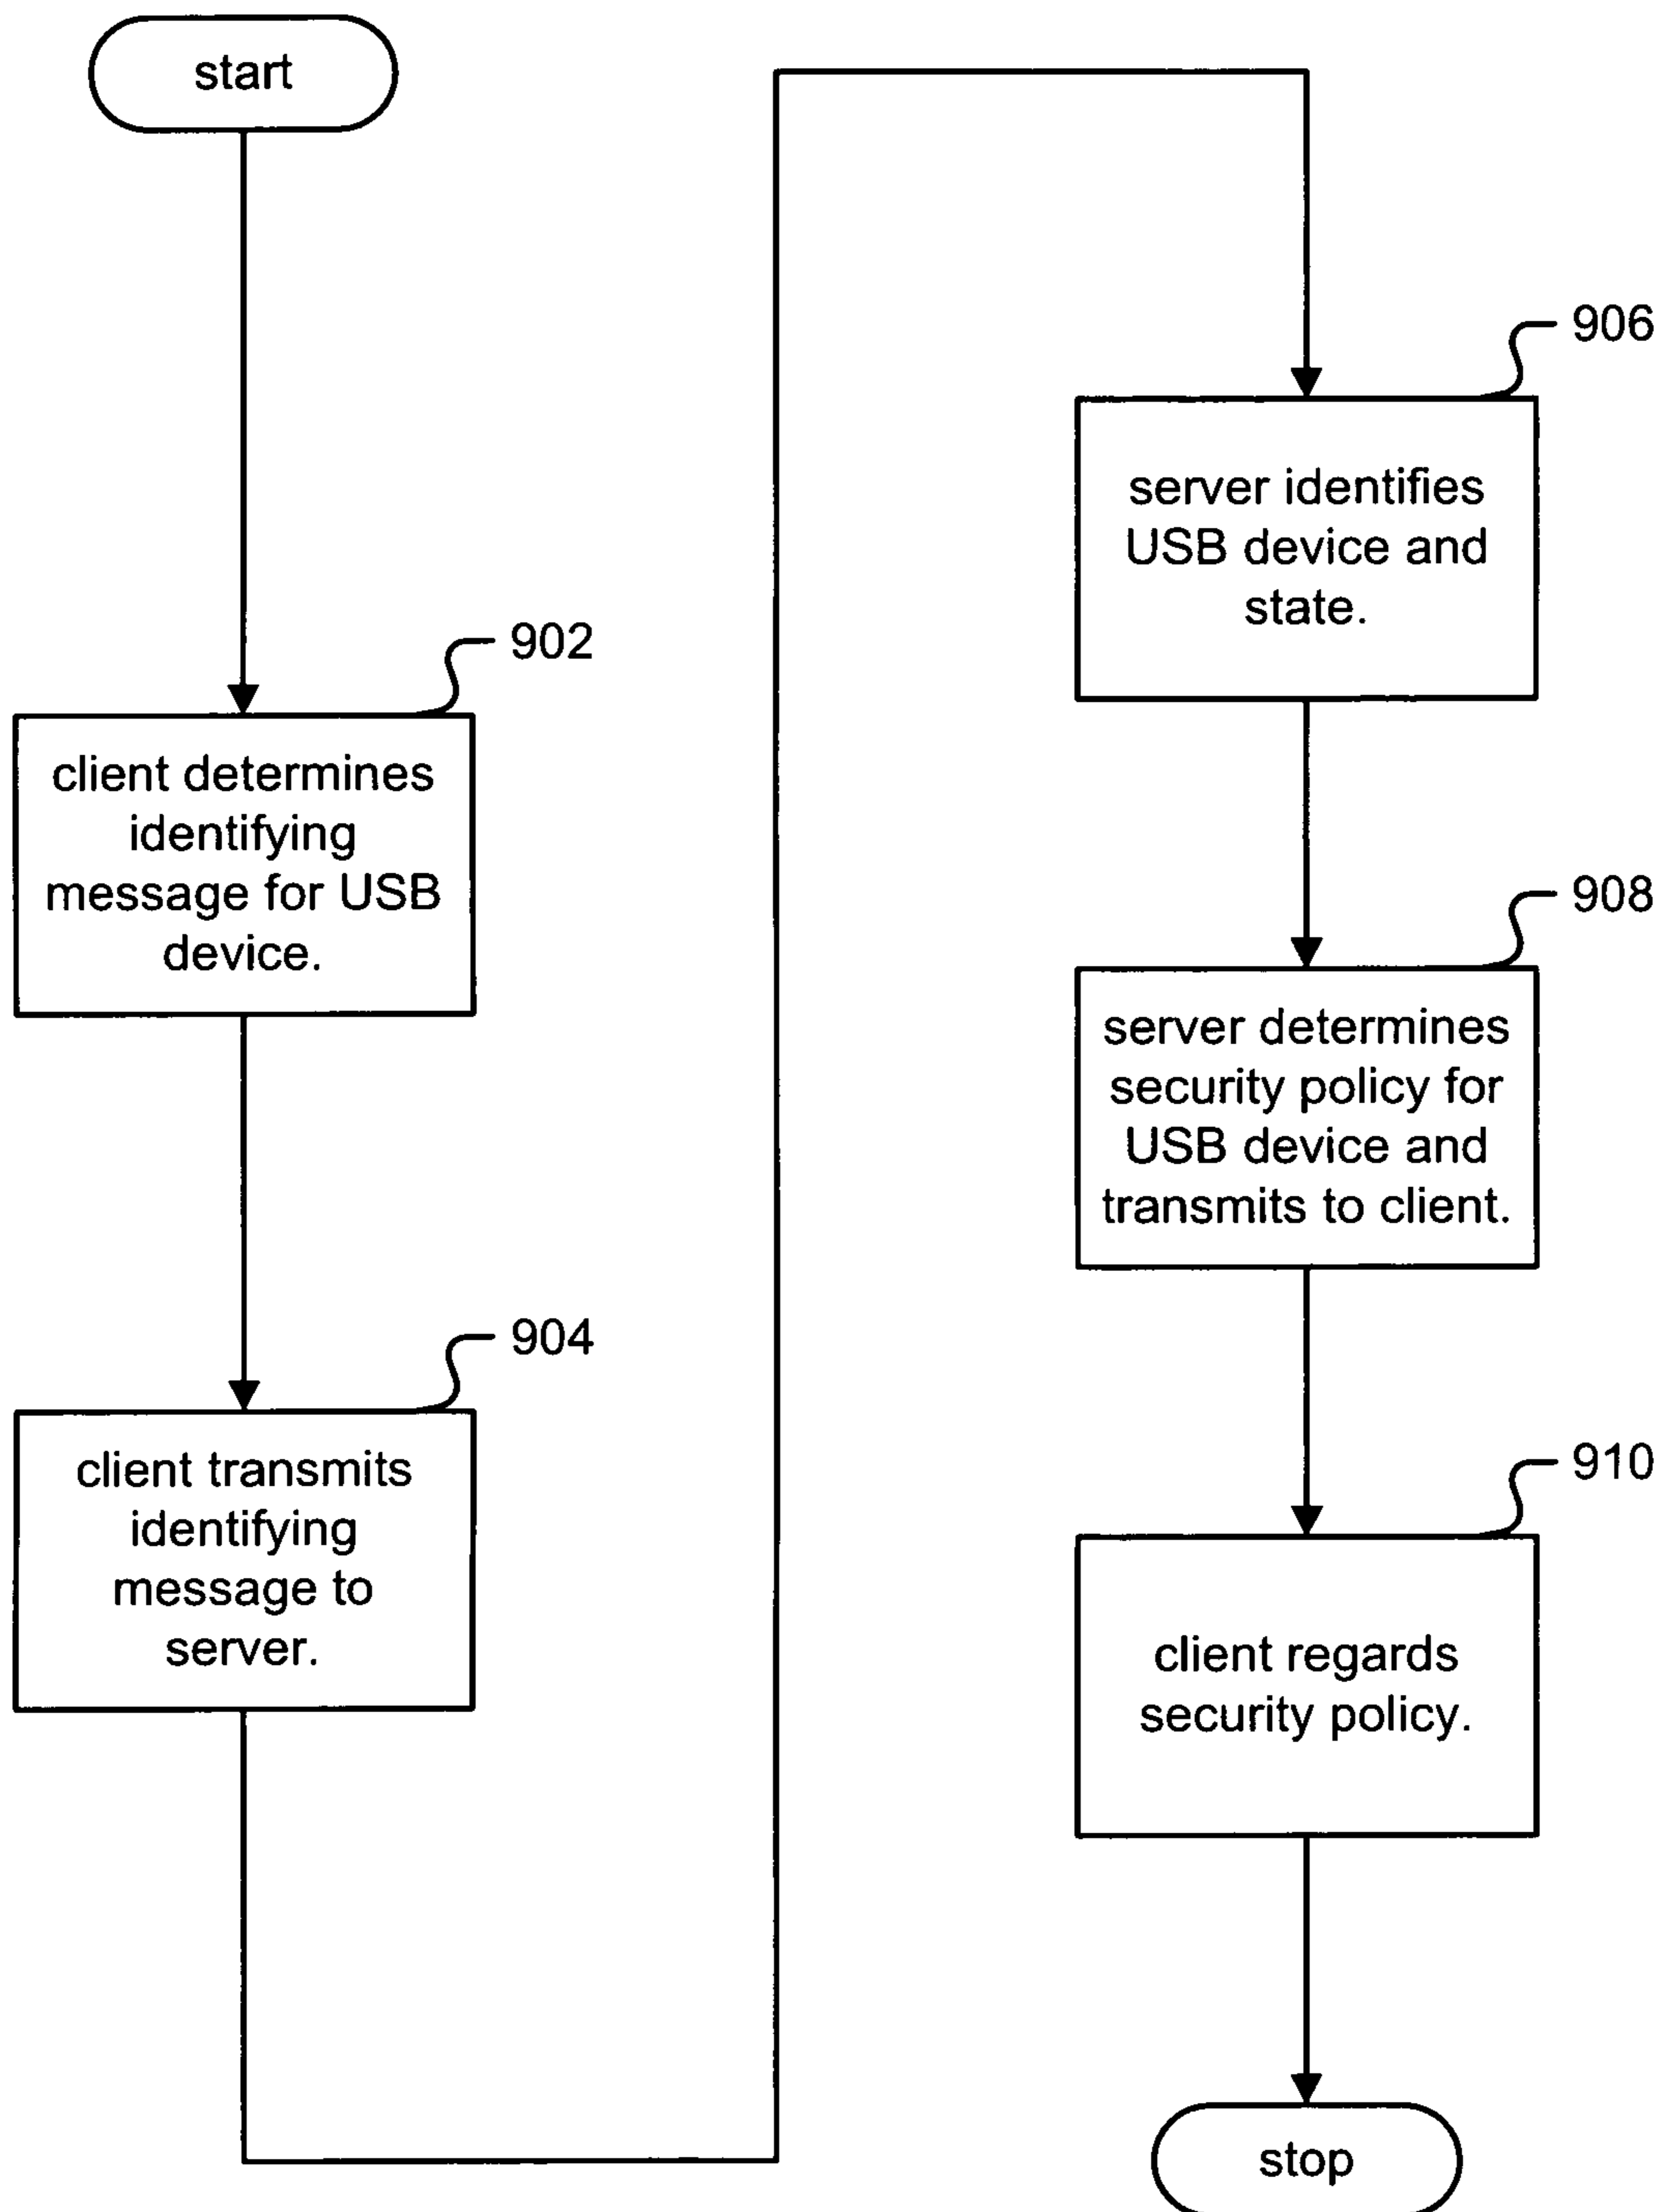 start
902
client determines
identifying
message for USB
device.
904
client transmits
identifying
message to
server.
906
server identifies
USB device and
state.
908
server determines
security policy for
USB device and
transmits to client.
910
client regards
security policy.
stop